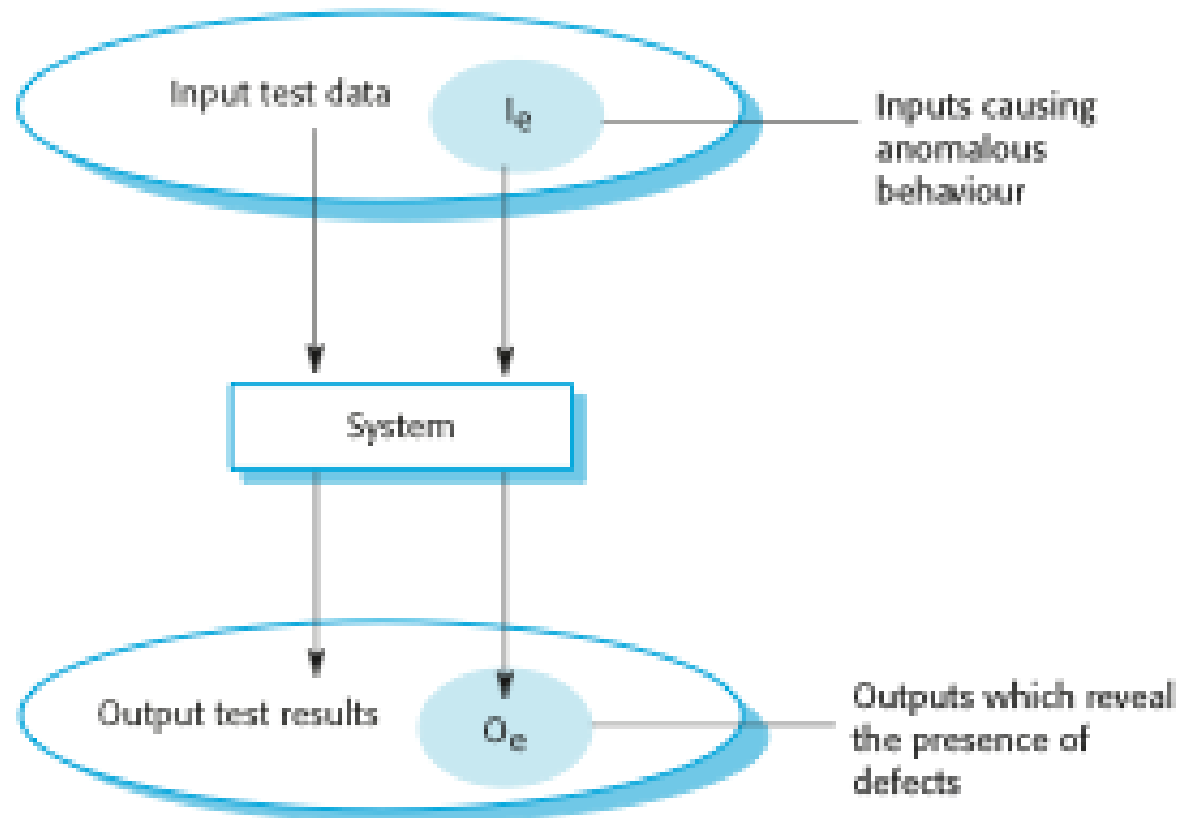 Input test data
Ie
Inputs causing
anomalous
behaviour
System
Output test results
Oe
Outputs which reveal
the presence of
defects